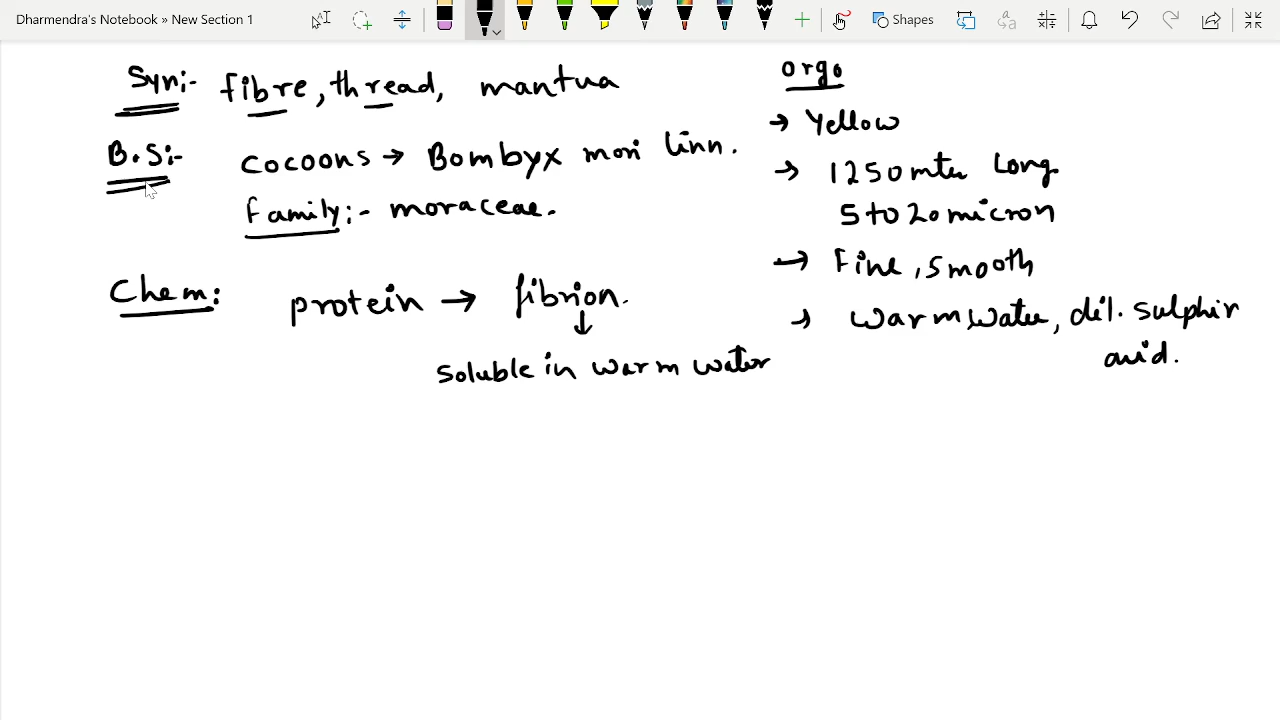 Dharmendra's Notebook » New Section 1
Shapes
Syn:- fibre, thread, mantua
B.S:- cocoons → Bombyx mori linn.
family:- moraceae.
Chem: protein → fibrion.
↓
soluble in warm water
orgo
→ Yellow
→ 1250 mter long
5 to 20 micron
→ Fine, smooth
→ warm water, dil. sulphir
acid.